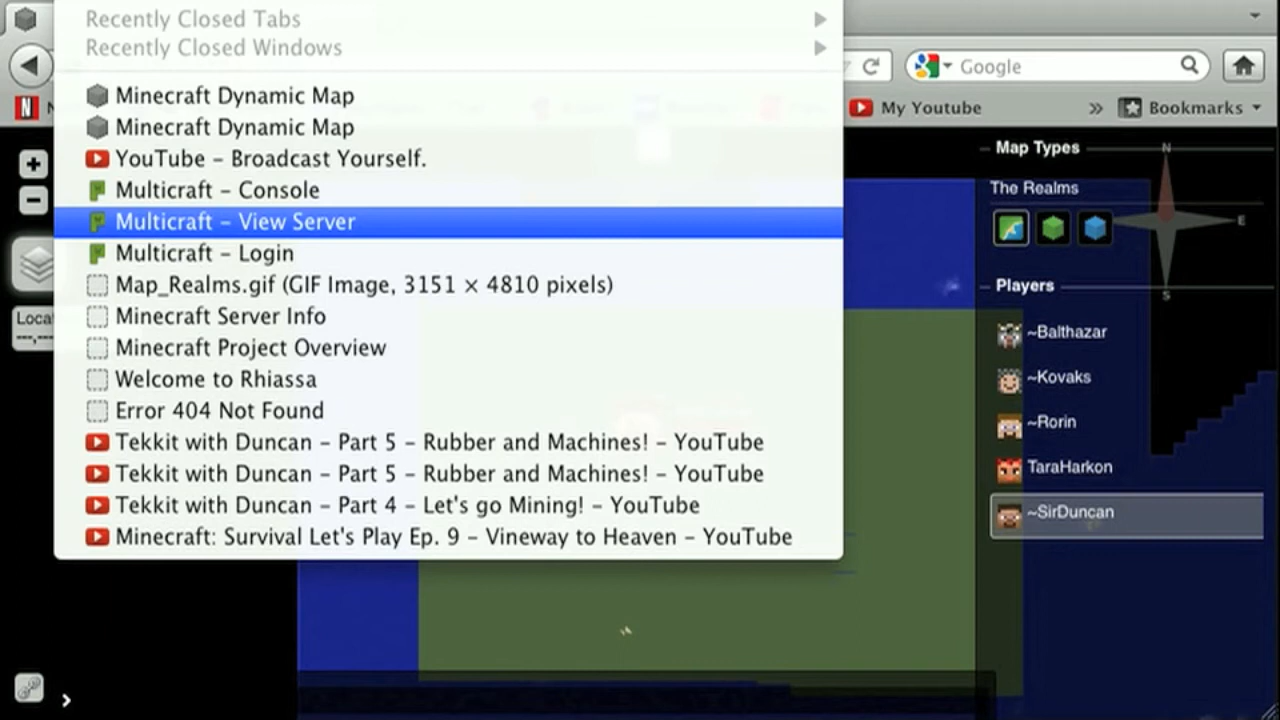 Recently Closed Tabs
Recently Closed Windows
Google
N
My Youtube
»
Bookmarks
Minecraft Dynamic Map
Minecraft Dynamic Map
YouTube – Broadcast Yourself.
Multicraft – Console
Multicraft – View Server
Multicraft – Login
Map_Realms.gif (GIF Image, 3151 × 4810 pixels)
Minecraft Server Info
Minecraft Project Overview
Welcome to Rhiassa
Error 404 Not Found
Tekkit with Duncan – Part 5 – Rubber and Machines! – YouTube
Tekkit with Duncan – Part 5 – Rubber and Machines! – YouTube
Tekkit with Duncan – Part 4 – Let's go Mining! – YouTube
Minecraft: Survival Let's Play Ep. 9 – Vineway to Heaven – YouTube
+
−
Loca
---,---
Map Types
The Realms
N
E
S
Players
~Balthazar
~Kovaks
~Rorin
TaraHarkon
~SirDuncan